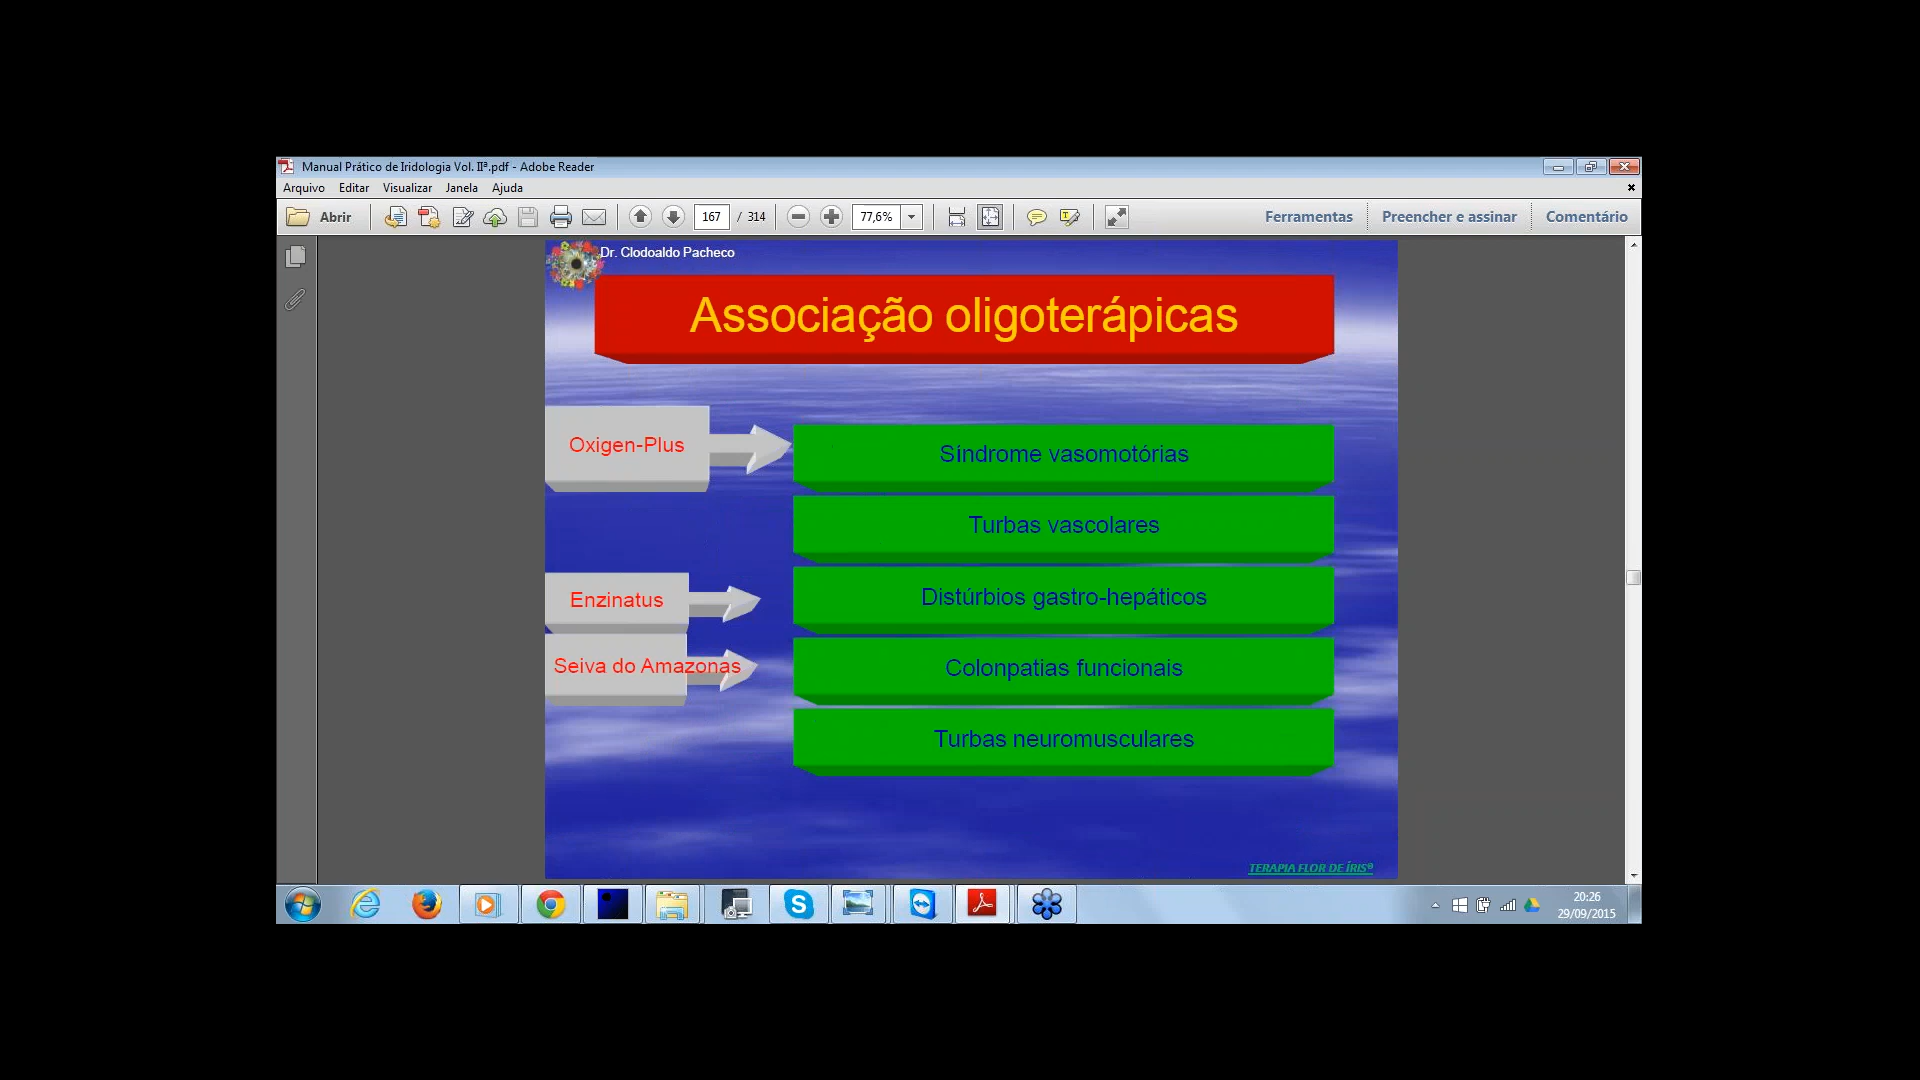 Manual Prático de Iridologia Vol. IIª.pdf - Adobe Reader
Arquivo Editar Visualizar Janela Ajuda
Abrir 167 / 314 77,6% Ferramentas Preencher e assinar Comentário
Dr. Clodoaldo Pacheco
Associação oligoterápicas
Oxigen-Plus
Síndrome vasomotórias
Turbas vascolares
Enzinatus
Distúrbios gastro-hepáticos
Seiva do Amazonas
Colonpatias funcionais
Turbas neuromusculares
TERAPIA FLOR DE ÍRIS®
20:26
29/09/2015